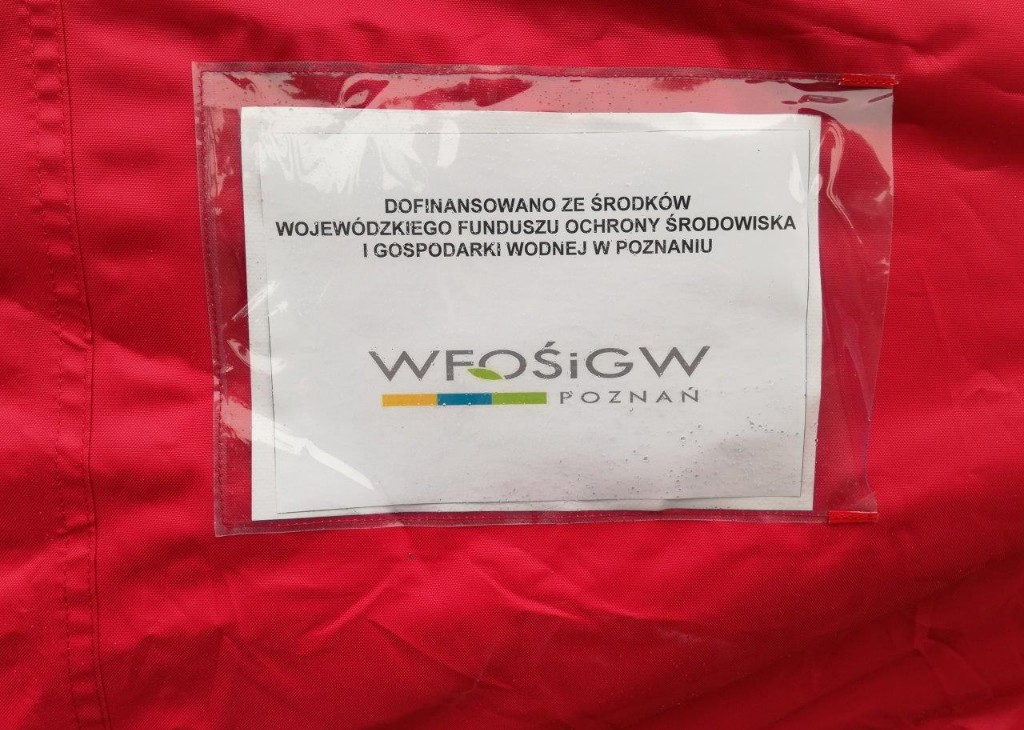 DOFINANSOWANO ZE ŚRODKÓW
WOJEWÓDZKIEGO FUNDUSZU OCHRONY ŚRODOWISKA
I GOSPODARKI WODNEJ W POZNANIU
WFOŚiGW
POZNAŃ